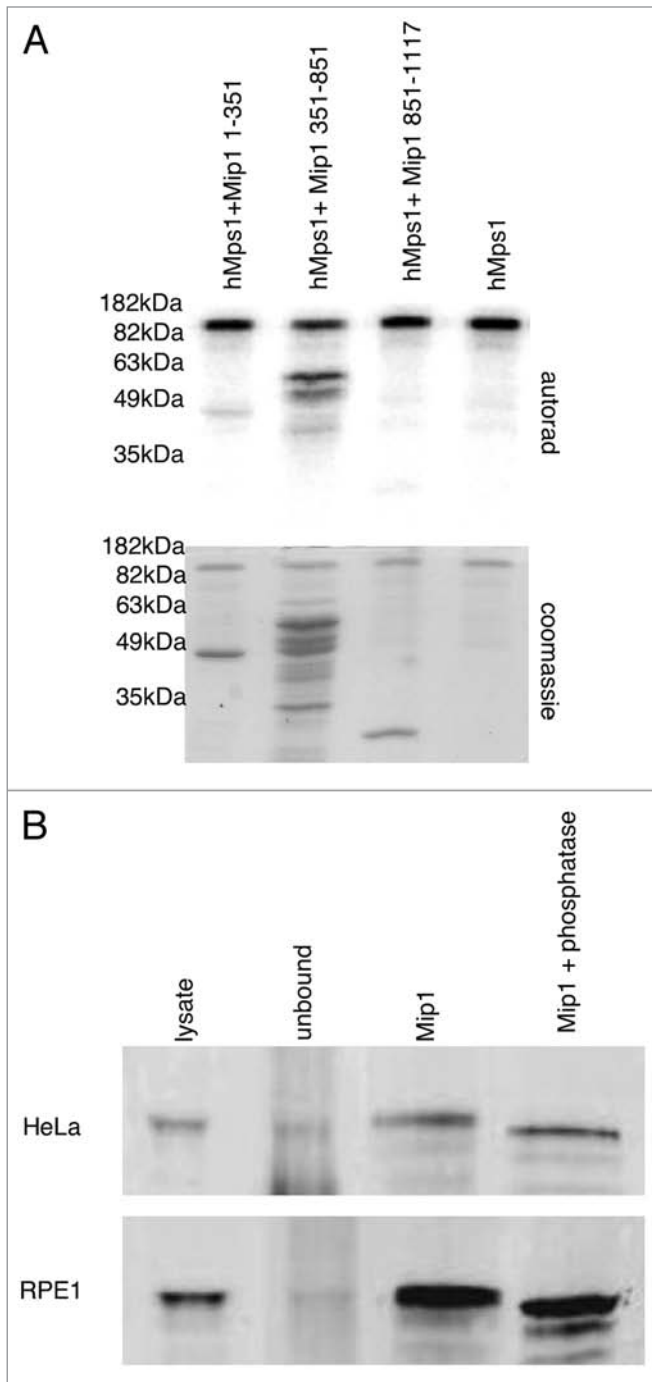 A
hMps1+Mip1 1-351
hMps1+ Mip1 351-851
hMps1+ Mip1 851-1117
hMps1
182kDa
82kDa
63kDa
49kDa
35kDa
autorad
182kDa
82kDa
63kDa
49kDa
35kDa
coomassie
B
lysate
unbound
Mip1
Mip1 + phosphatase
HeLa
RPE1